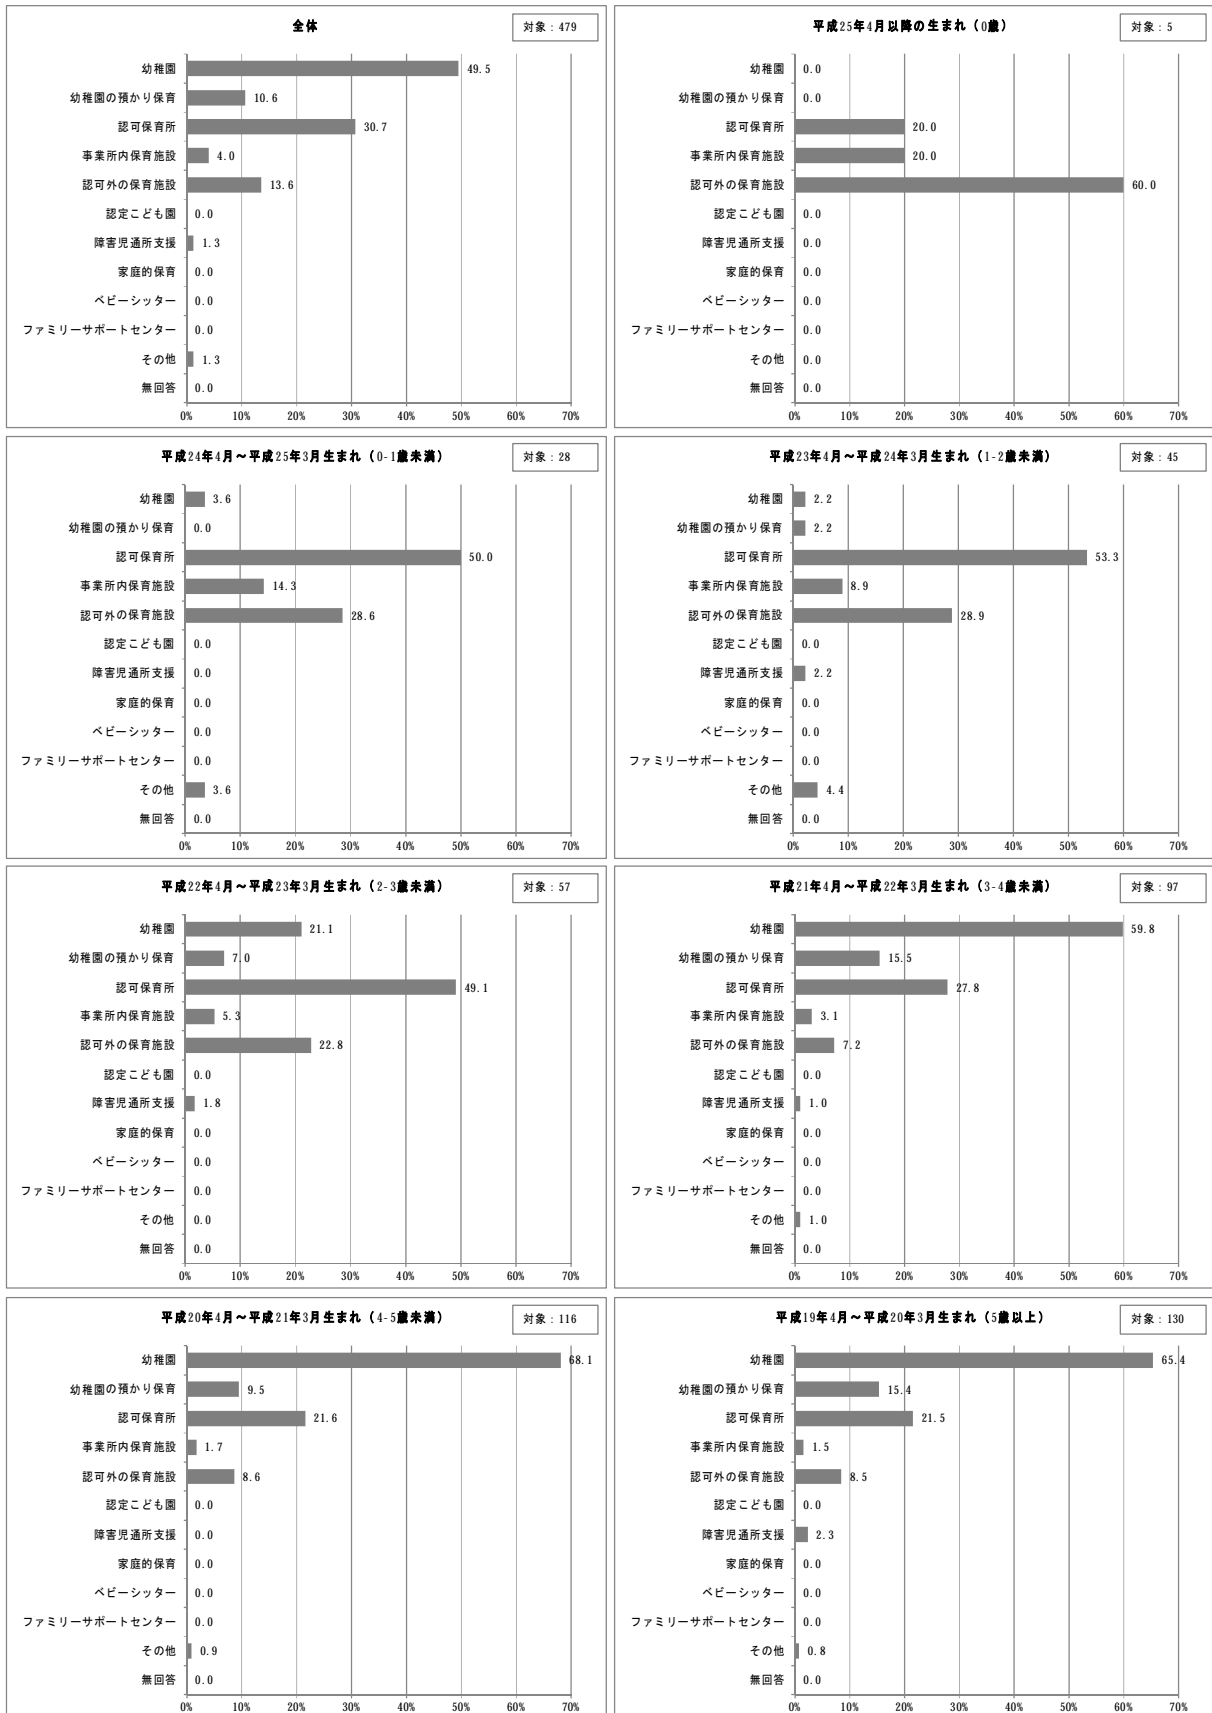 全体
対象：479
幼稚園 49.5
幼稚園の預かり保育 10.6
認可保育所 30.7
事業所内保育施設 4.0
認可外の保育施設 13.6
認定こども園 0.0
障害児通所支援 1.3
家庭的保育 0.0
ベビーシッター 0.0
ファミリーサポートセンター 0.0
その他 1.3
無回答 0.0
0% 10% 20% 30% 40% 50% 60% 70%
平成25年4月以降の生まれ（0歳）
対象：5
幼稚園 0.0
幼稚園の預かり保育 0.0
認可保育所 20.0
事業所内保育施設 20.0
認可外の保育施設 60.0
認定こども園 0.0
障害児通所支援 0.0
家庭的保育 0.0
ベビーシッター 0.0
ファミリーサポートセンター 0.0
その他 0.0
無回答 0.0
0% 10% 20% 30% 40% 50% 60% 70%
平成24年4月～平成25年3月生まれ（0-1歳未満）
対象：28
幼稚園 3.6
幼稚園の預かり保育 0.0
認可保育所 50.0
事業所内保育施設 14.3
認可外の保育施設 28.6
認定こども園 0.0
障害児通所支援 0.0
家庭的保育 0.0
ベビーシッター 0.0
ファミリーサポートセンター 0.0
その他 3.6
無回答 0.0
0% 10% 20% 30% 40% 50% 60% 70%
平成23年4月～平成24年3月生まれ（1-2歳未満）
対象：45
幼稚園 2.2
幼稚園の預かり保育 2.2
認可保育所 53.3
事業所内保育施設 8.9
認可外の保育施設 28.9
認定こども園 0.0
障害児通所支援 2.2
家庭的保育 0.0
ベビーシッター 0.0
ファミリーサポートセンター 0.0
その他 4.4
無回答 0.0
0% 10% 20% 30% 40% 50% 60% 70%
平成22年4月～平成23年3月生まれ（2-3歳未満）
対象：57
幼稚園 21.1
幼稚園の預かり保育 7.0
認可保育所 49.1
事業所内保育施設 5.3
認可外の保育施設 22.8
認定こども園 0.0
障害児通所支援 1.8
家庭的保育 0.0
ベビーシッター 0.0
ファミリーサポートセンター 0.0
その他 0.0
無回答 0.0
0% 10% 20% 30% 40% 50% 60% 70%
平成21年4月～平成22年3月生まれ（3-4歳未満）
対象：97
幼稚園 59.8
幼稚園の預かり保育 15.5
認可保育所 27.8
事業所内保育施設 3.1
認可外の保育施設 7.2
認定こども園 0.0
障害児通所支援 1.0
家庭的保育 0.0
ベビーシッター 0.0
ファミリーサポートセンター 0.0
その他 1.0
無回答 0.0
0% 10% 20% 30% 40% 50% 60% 70%
平成20年4月～平成21年3月生まれ（4-5歳未満）
対象：116
幼稚園 68.1
幼稚園の預かり保育 9.5
認可保育所 21.6
事業所内保育施設 1.7
認可外の保育施設 8.6
認定こども園 0.0
障害児通所支援 0.0
家庭的保育 0.0
ベビーシッター 0.0
ファミリーサポートセンター 0.0
その他 0.9
無回答 0.0
0% 10% 20% 30% 40% 50% 60% 70%
平成19年4月～平成20年3月生まれ（5歳以上）
対象：130
幼稚園 65.4
幼稚園の預かり保育 15.4
認可保育所 21.5
事業所内保育施設 1.5
認可外の保育施設 8.5
認定こども園 0.0
障害児通所支援 2.3
家庭的保育 0.0
ベビーシッター 0.0
ファミリーサポートセンター 0.0
その他 0.8
無回答 0.0
0% 10% 20% 30% 40% 50% 60% 70%